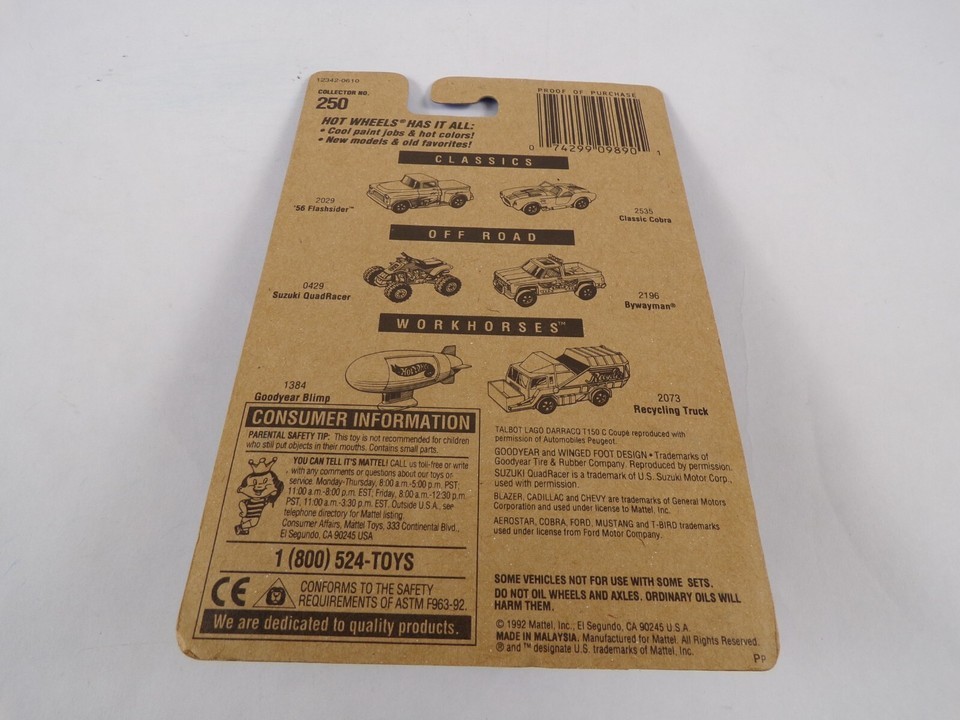 12342-0610
COLLECTOR NO.
250
HOT WHEELS® HAS IT ALL:
• Cool paint jobs & hot colors!
• New models & old favorites!
PROOF OF PURCHASE
0 74299 09890 1
CLASSICS
2029
'56 Flashsider™
2535
Classic Cobra
OFF ROAD
0429
Suzuki QuadRacer
2196
Bywayman®
WORKHORSES™
1384
Goodyear Blimp
2073
Recycling Truck
CONSUMER INFORMATION
PARENTAL SAFETY TIP: This toy is not recommended for children
who still put objects in their mouths. Contains small parts.
YOU CAN TELL IT'S MATTEL! CALL us toll-free or write
with any comments or questions about our toys or
service. Monday-Thursday, 8:00 a.m.-5:00 p.m. PST;
11:00 a.m.-8:00 p.m. EST; Friday, 8:00 a.m.-12:30 p.m.
PST, 11:00 a.m.-3:30 p.m. EST. Outside U.S.A., see
telephone directory for Mattel listing.
Consumer Affairs, Mattel Toys, 333 Continental Blvd.,
El Segundo, CA 90245 USA
1 (800) 524-TOYS
CE
CONFORMS TO THE SAFETY
REQUIREMENTS OF ASTM F963-92.
We are dedicated to quality products.
TALBOT LAGO DARRACQ T150 C Coupé reproduced with
permission of Automobiles Peugeot.
GOODYEAR and WINGED FOOT DESIGN • Trademarks of
Goodyear Tire & Rubber Company. Reproduced by permission.
SUZUKI QuadRacer is a trademark of U.S. Suzuki Motor Corp.,
used with permission.
BLAZER, CADILLAC and CHEVY are trademarks of General Motors
Corporation and used under license to Mattel, Inc.
AEROSTAR, COBRA, FORD, MUSTANG and T-BIRD trademarks
used under license from Ford Motor Company.
SOME VEHICLES NOT FOR USE WITH SOME SETS.
DO NOT OIL WHEELS AND AXLES. ORDINARY OILS WILL
HARM THEM.
© 1992 Mattel, Inc., El Segundo, CA 90245 U.S.A.
MADE IN MALAYSIA. Manufactured for Mattel. All Rights Reserved.
® and ™ designate U.S. trademarks of Mattel, Inc.
PP